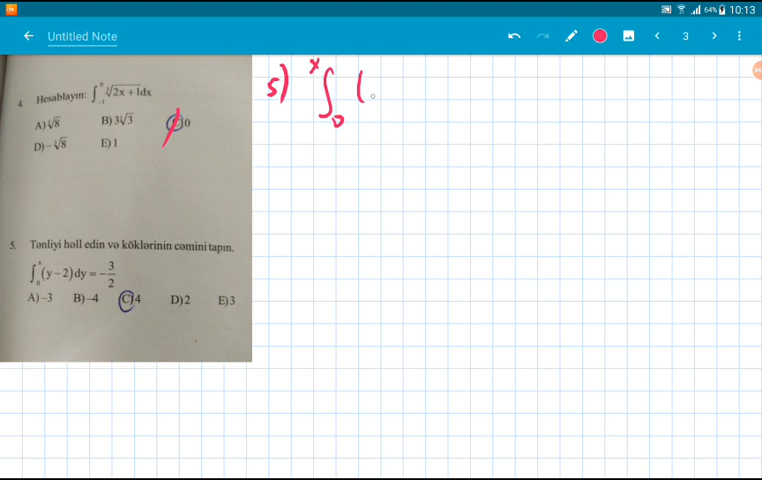 64% 10:13
Untitled Note 3
4. Hesablayın: ∫₋₁⁰ ∛(2x + 1)dx
A) ∛8 B) 3∛3 C) 0
D) −∛8 E) 1
5. Tənliyi həll edin və köklərinin cəmini tapın.
∫₀ˣ (y − 2)dy = − 3/2
A) −3 B) −4 C) 4 D) 2 E) 3
5) ∫₀ˣ (